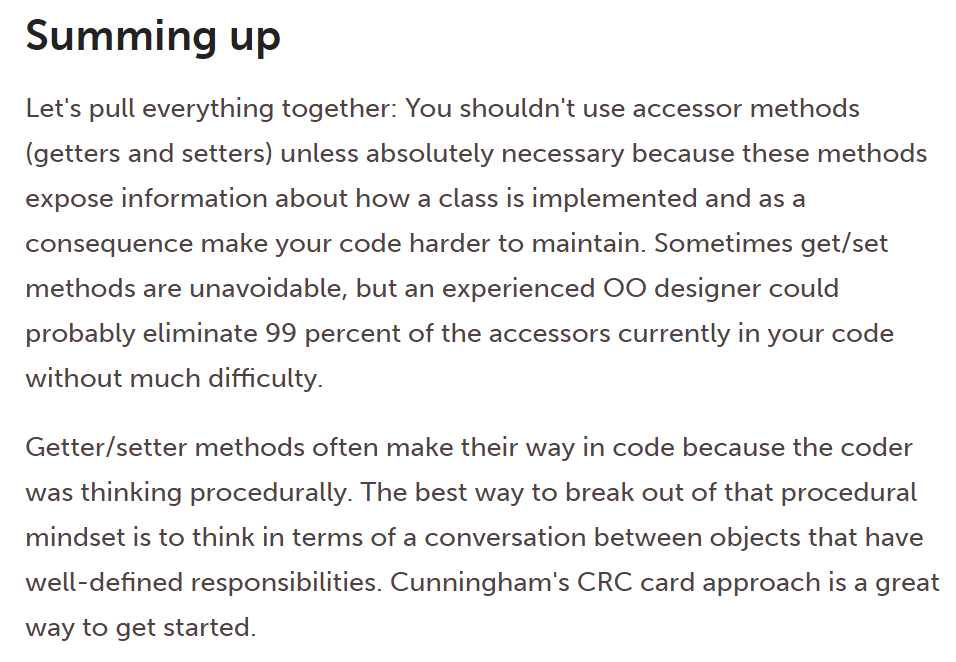 Summing up
Let's pull everything together: You shouldn't use accessor methods
(getters and setters) unless absolutely necessary because these methods
expose information about how a class is implemented and as a
consequence make your code harder to maintain. Sometimes get/set
methods are unavoidable, but an experienced OO designer could
probably eliminate 99 percent of the accessors currently in your code
without much difficulty.
Getter/setter methods often make their way in code because the coder
was thinking procedurally. The best way to break out of that procedural
mindset is to think in terms of a conversation between objects that have
well-defined responsibilities. Cunningham's CRC card approach is a great
way to get started.